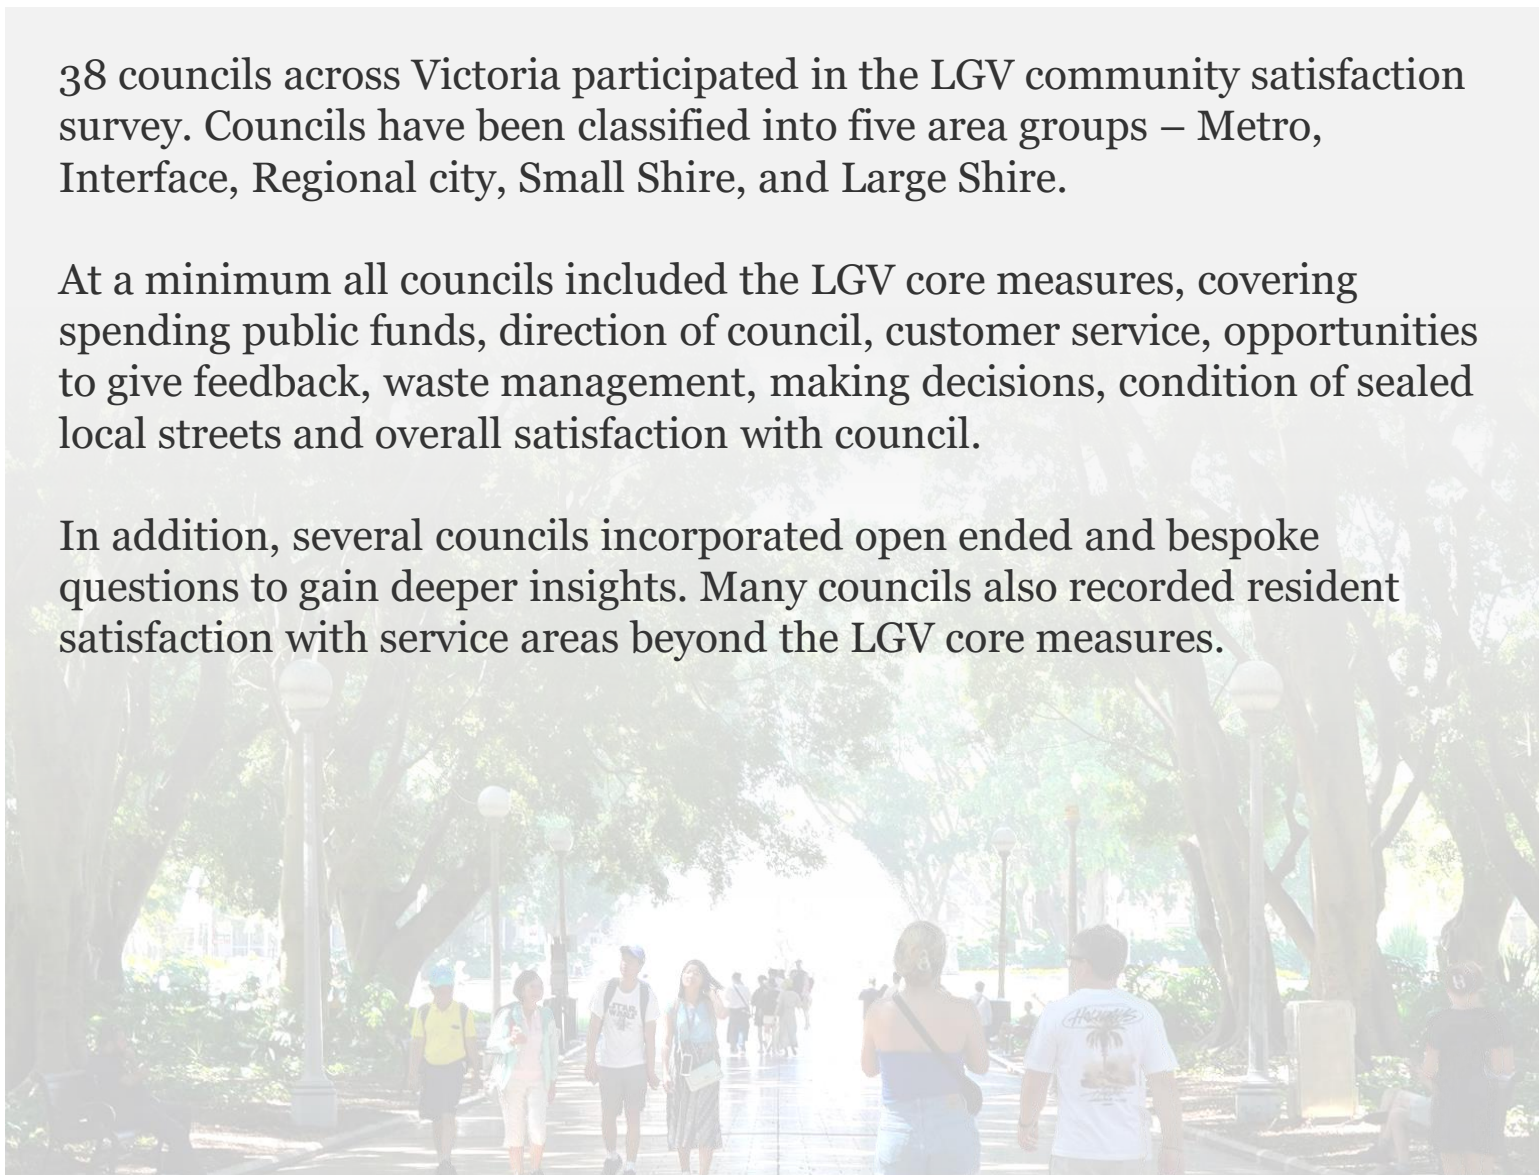 38 councils across Victoria participated in the LGV community satisfaction
survey. Councils have been classified into five area groups – Metro,
Interface, Regional city, Small Shire, and Large Shire.
At a minimum all councils included the LGV core measures, covering
spending public funds, direction of council, customer service, opportunities
to give feedback, waste management, making decisions, condition of sealed
local streets and overall satisfaction with council.
In addition, several councils incorporated open ended and bespoke
questions to gain deeper insights. Many councils also recorded resident
satisfaction with service areas beyond the LGV core measures.
STAR